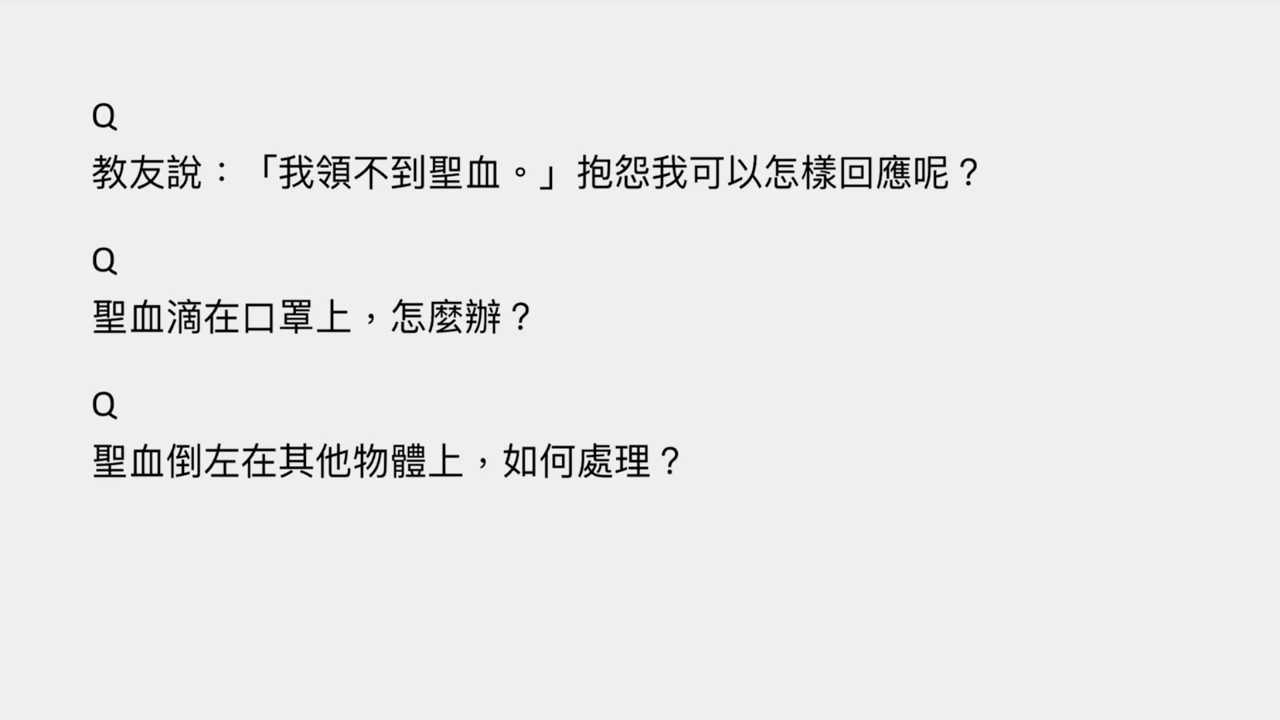 Q
教友說：「我領不到聖血。」抱怨我可以怎樣回應呢？
Q
聖血滴在口罩上，怎麼辦？
Q
聖血倒左在其他物體上，如何處理？